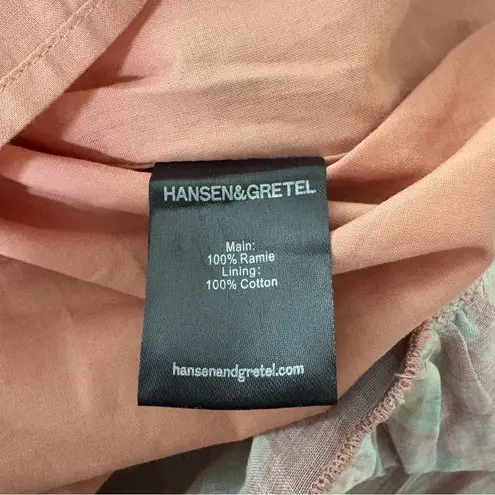 HANSEN&GRETEL
Main:
100% Ramie
Lining:
100% Cotton
hansenandgretel.com